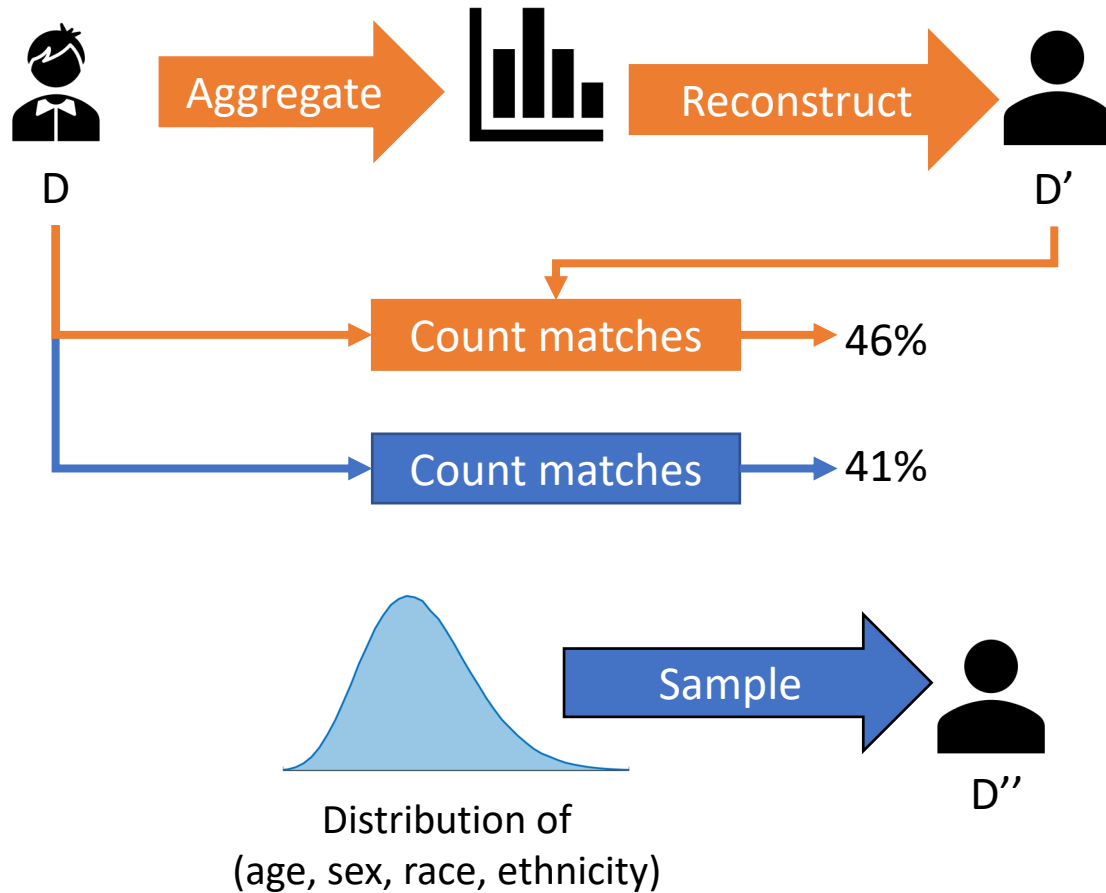 Aggregate
Reconstruct
D
D’
Count matches
46%
Count matches
41%
Sample
D’’
Distribution of
(age, sex, race, ethnicity)